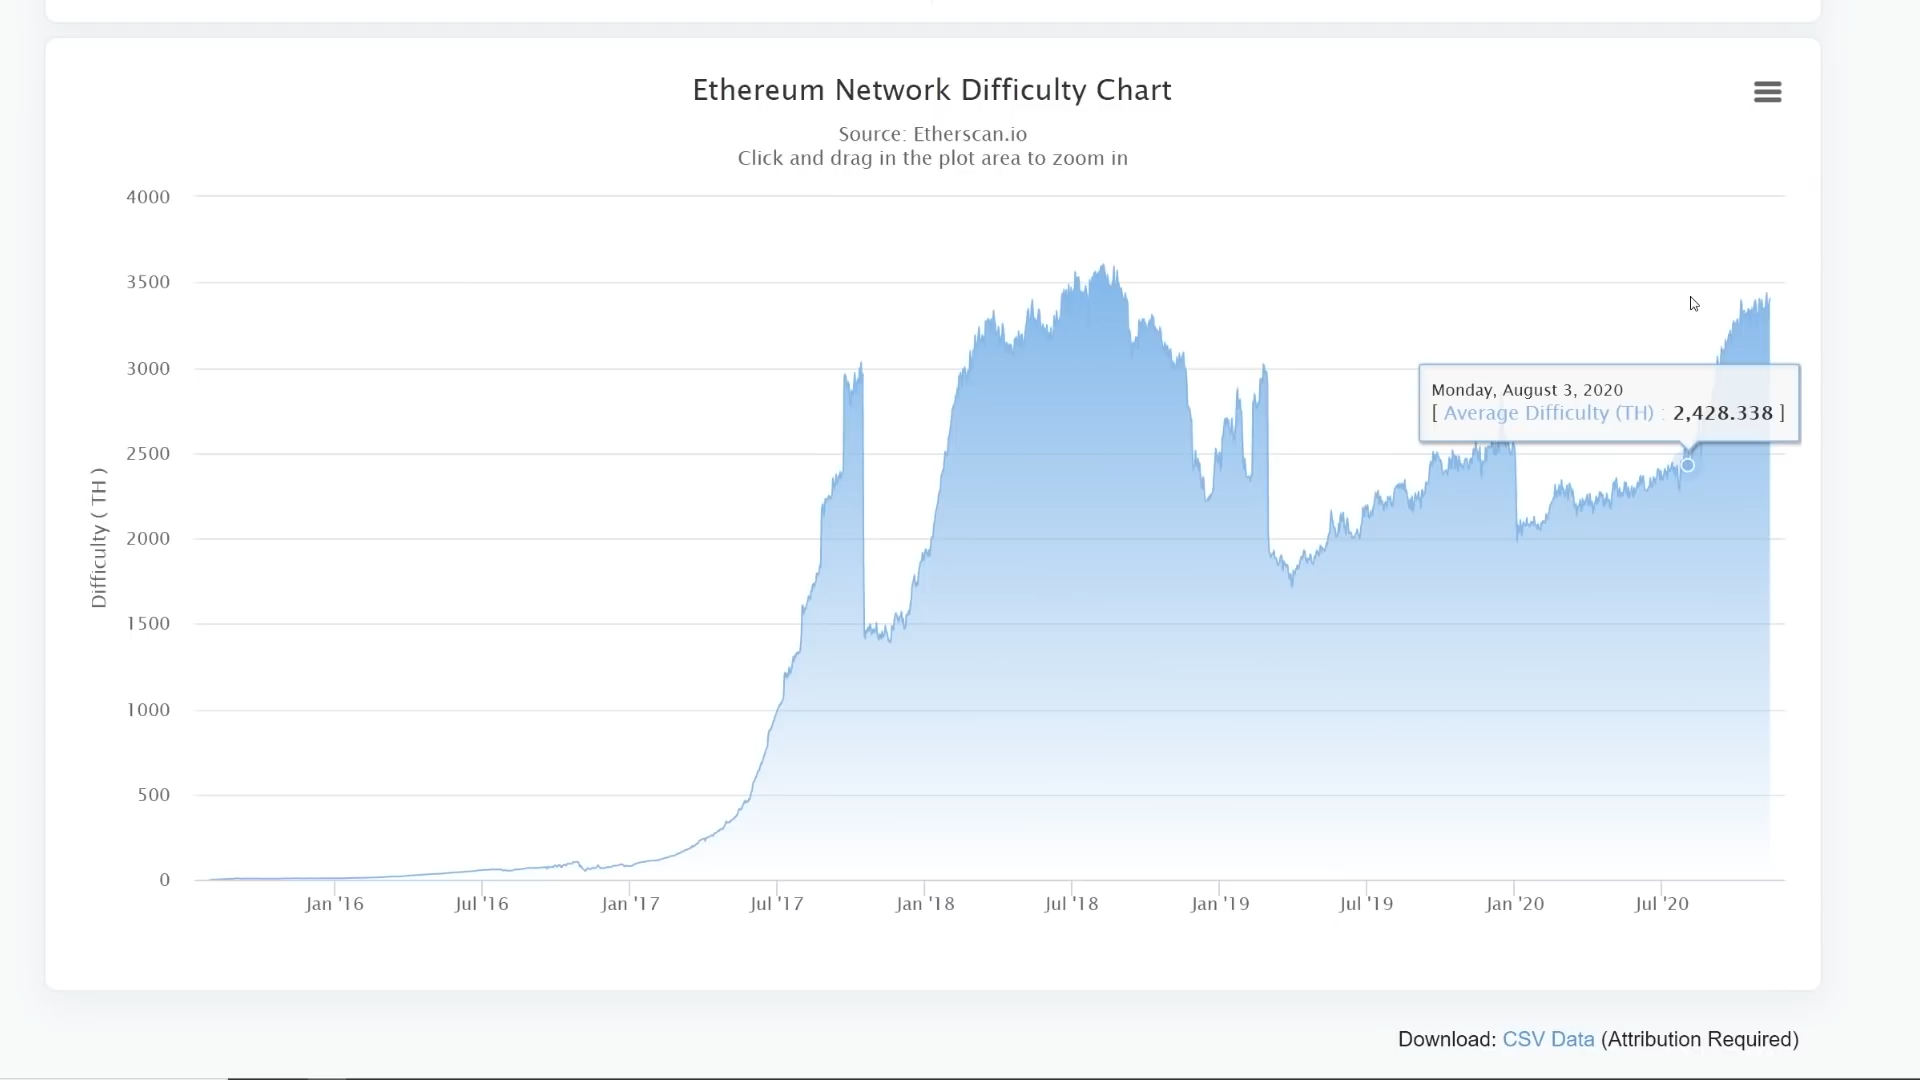 Ethereum Network Difficulty Chart
Source: Etherscan.io
Click and drag in the plot area to zoom in
4000
3500
3000
2500
2000
1500
1000
500
0
Difficulty ( TH )
Monday, August 3, 2020
[ Average Difficulty (TH) : 2,428.338 ]
Jan '16
Jul '16
Jan '17
Jul '17
Jan '18
Jul '18
Jan '19
Jul '19
Jan '20
Jul '20
Download: CSV Data (Attribution Required)